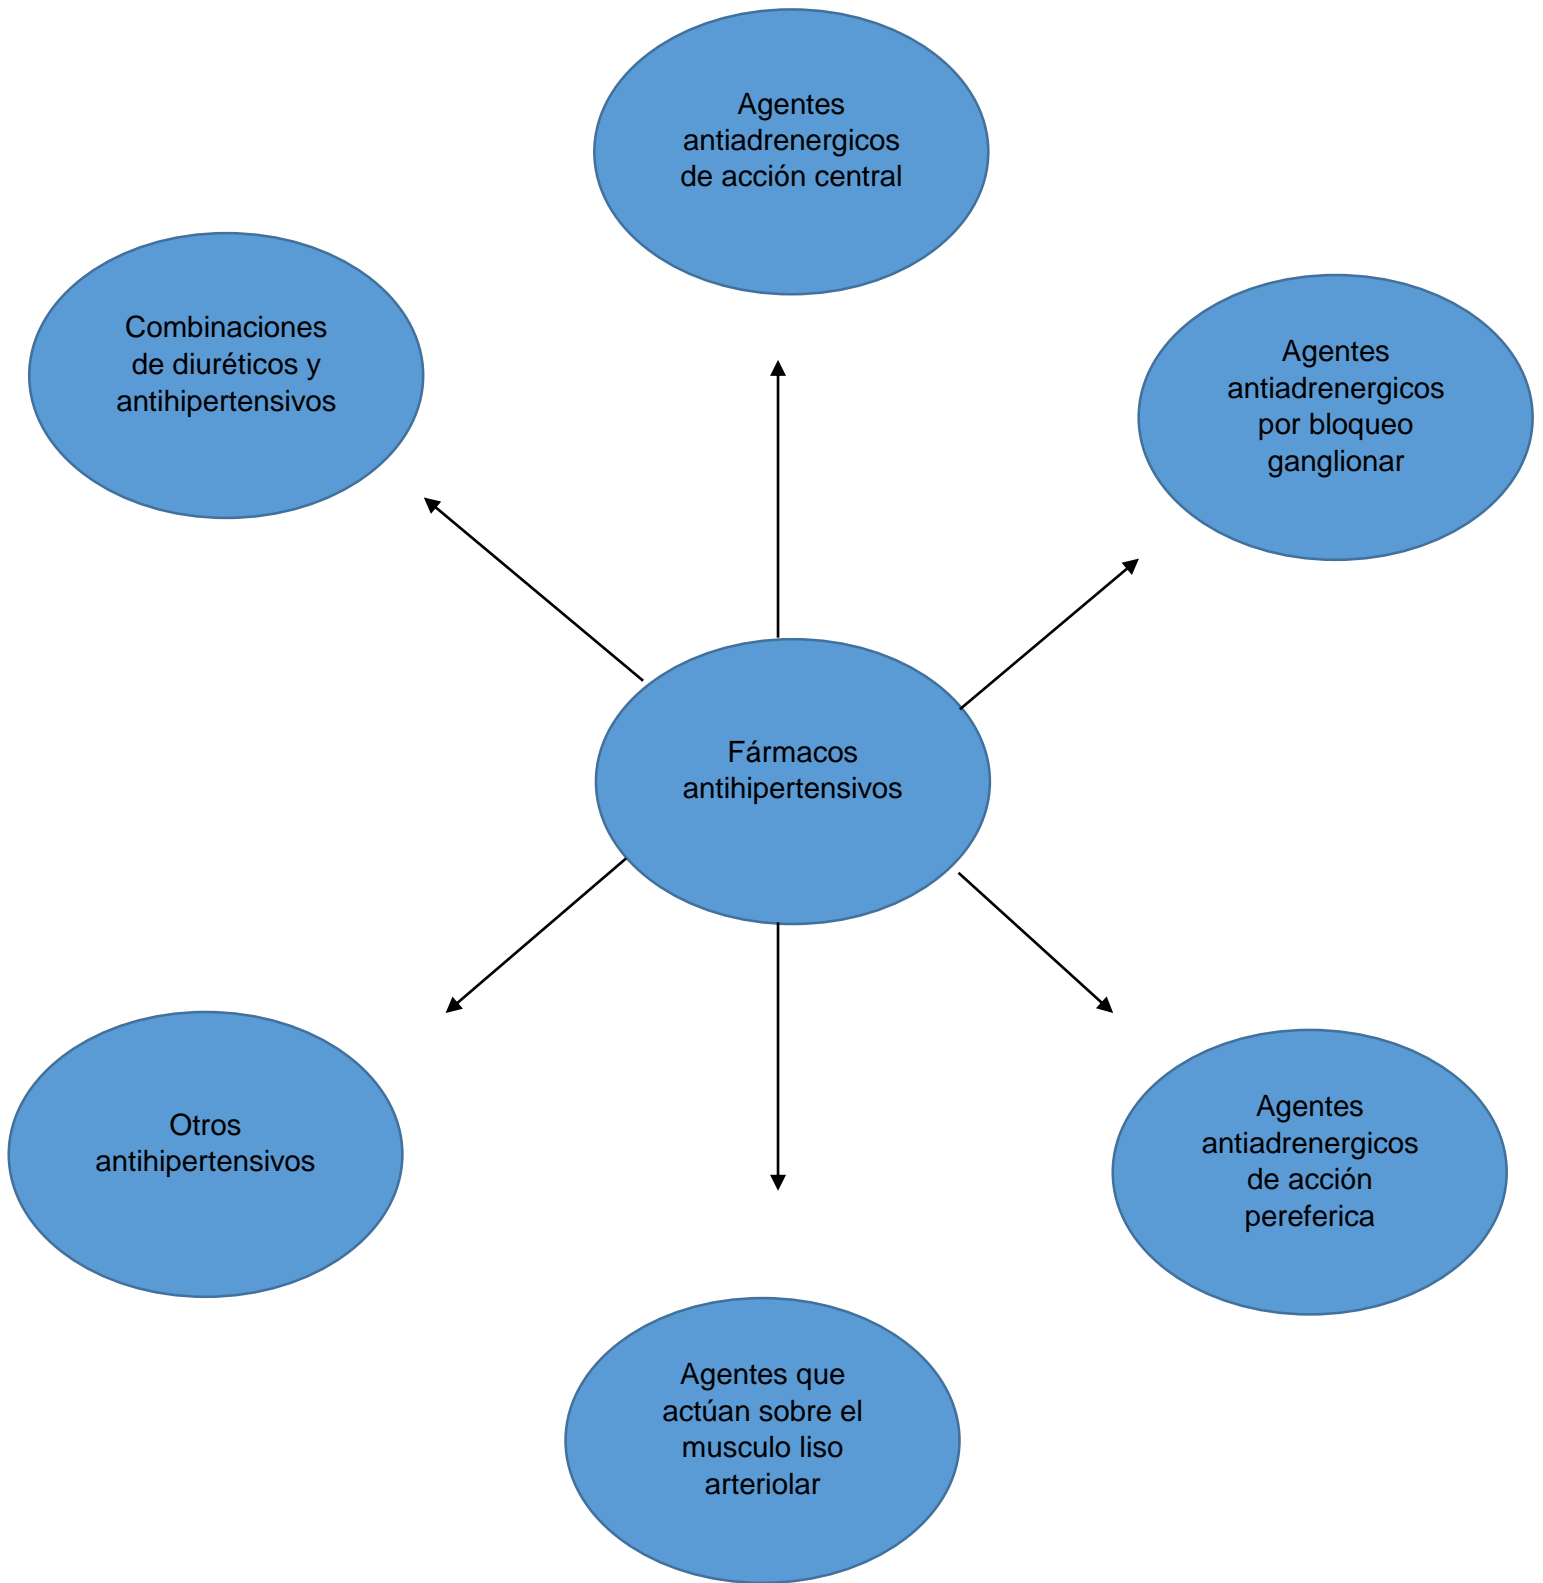 Agentes
antiadrenergicos
de acción central
Combinaciones
de diuréticos y
antihipertensivos
Agentes
antiadrenergicos
por bloqueo
ganglionar
Fármacos
antihipertensivos
Otros
antihipertensivos
Agentes
antiadrenergicos
de acción
pereferica
Agentes que
actúan sobre el
musculo liso
arteriolar